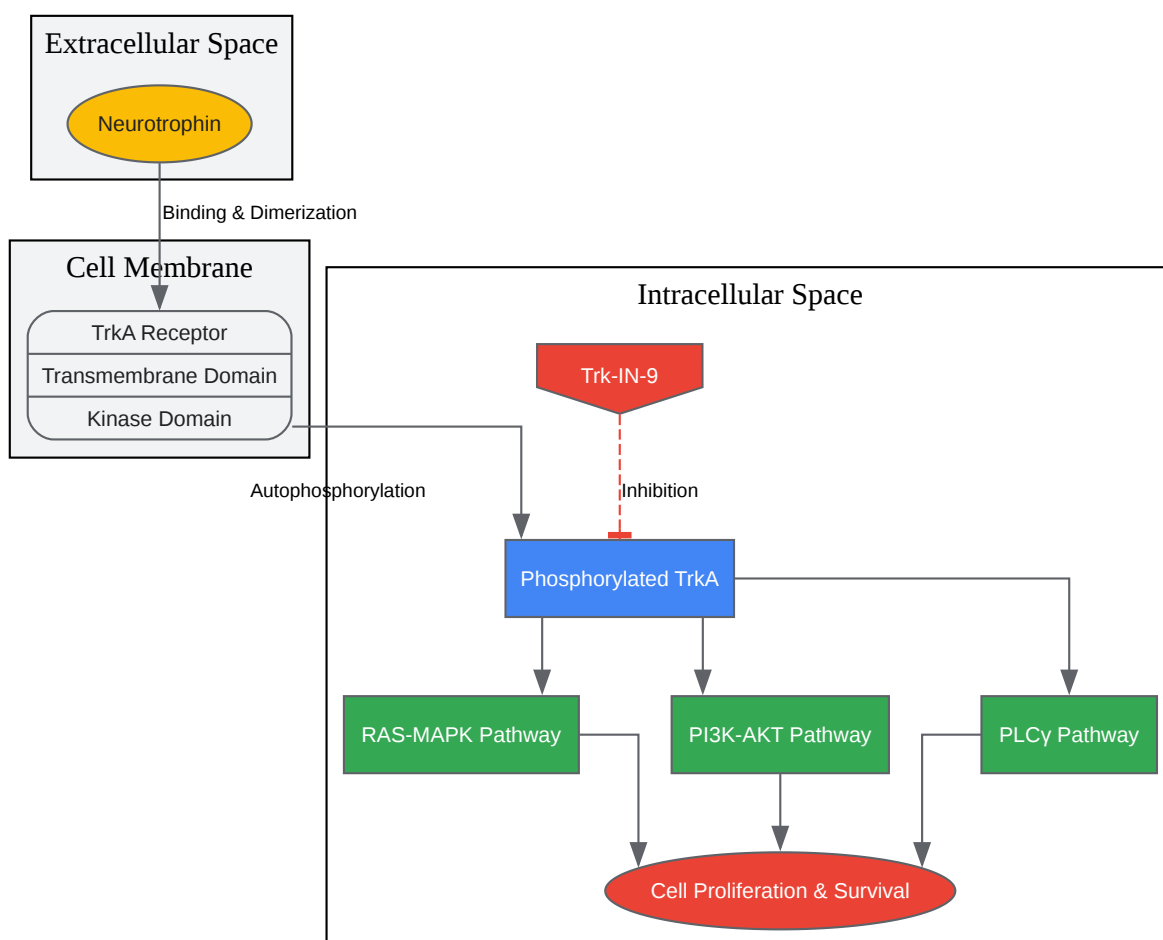 Extracellular Space
Neurotrophin
Binding & Dimerization
Cell Membrane
TrkA Receptor
Transmembrane Domain
Kinase Domain
Intracellular Space
Trk-IN-9
Autophosphorylation
Inhibition
Phosphorylated TrkA
RAS-MAPK Pathway
PI3K-AKT Pathway
PLCγ Pathway
Cell Proliferation & Survival